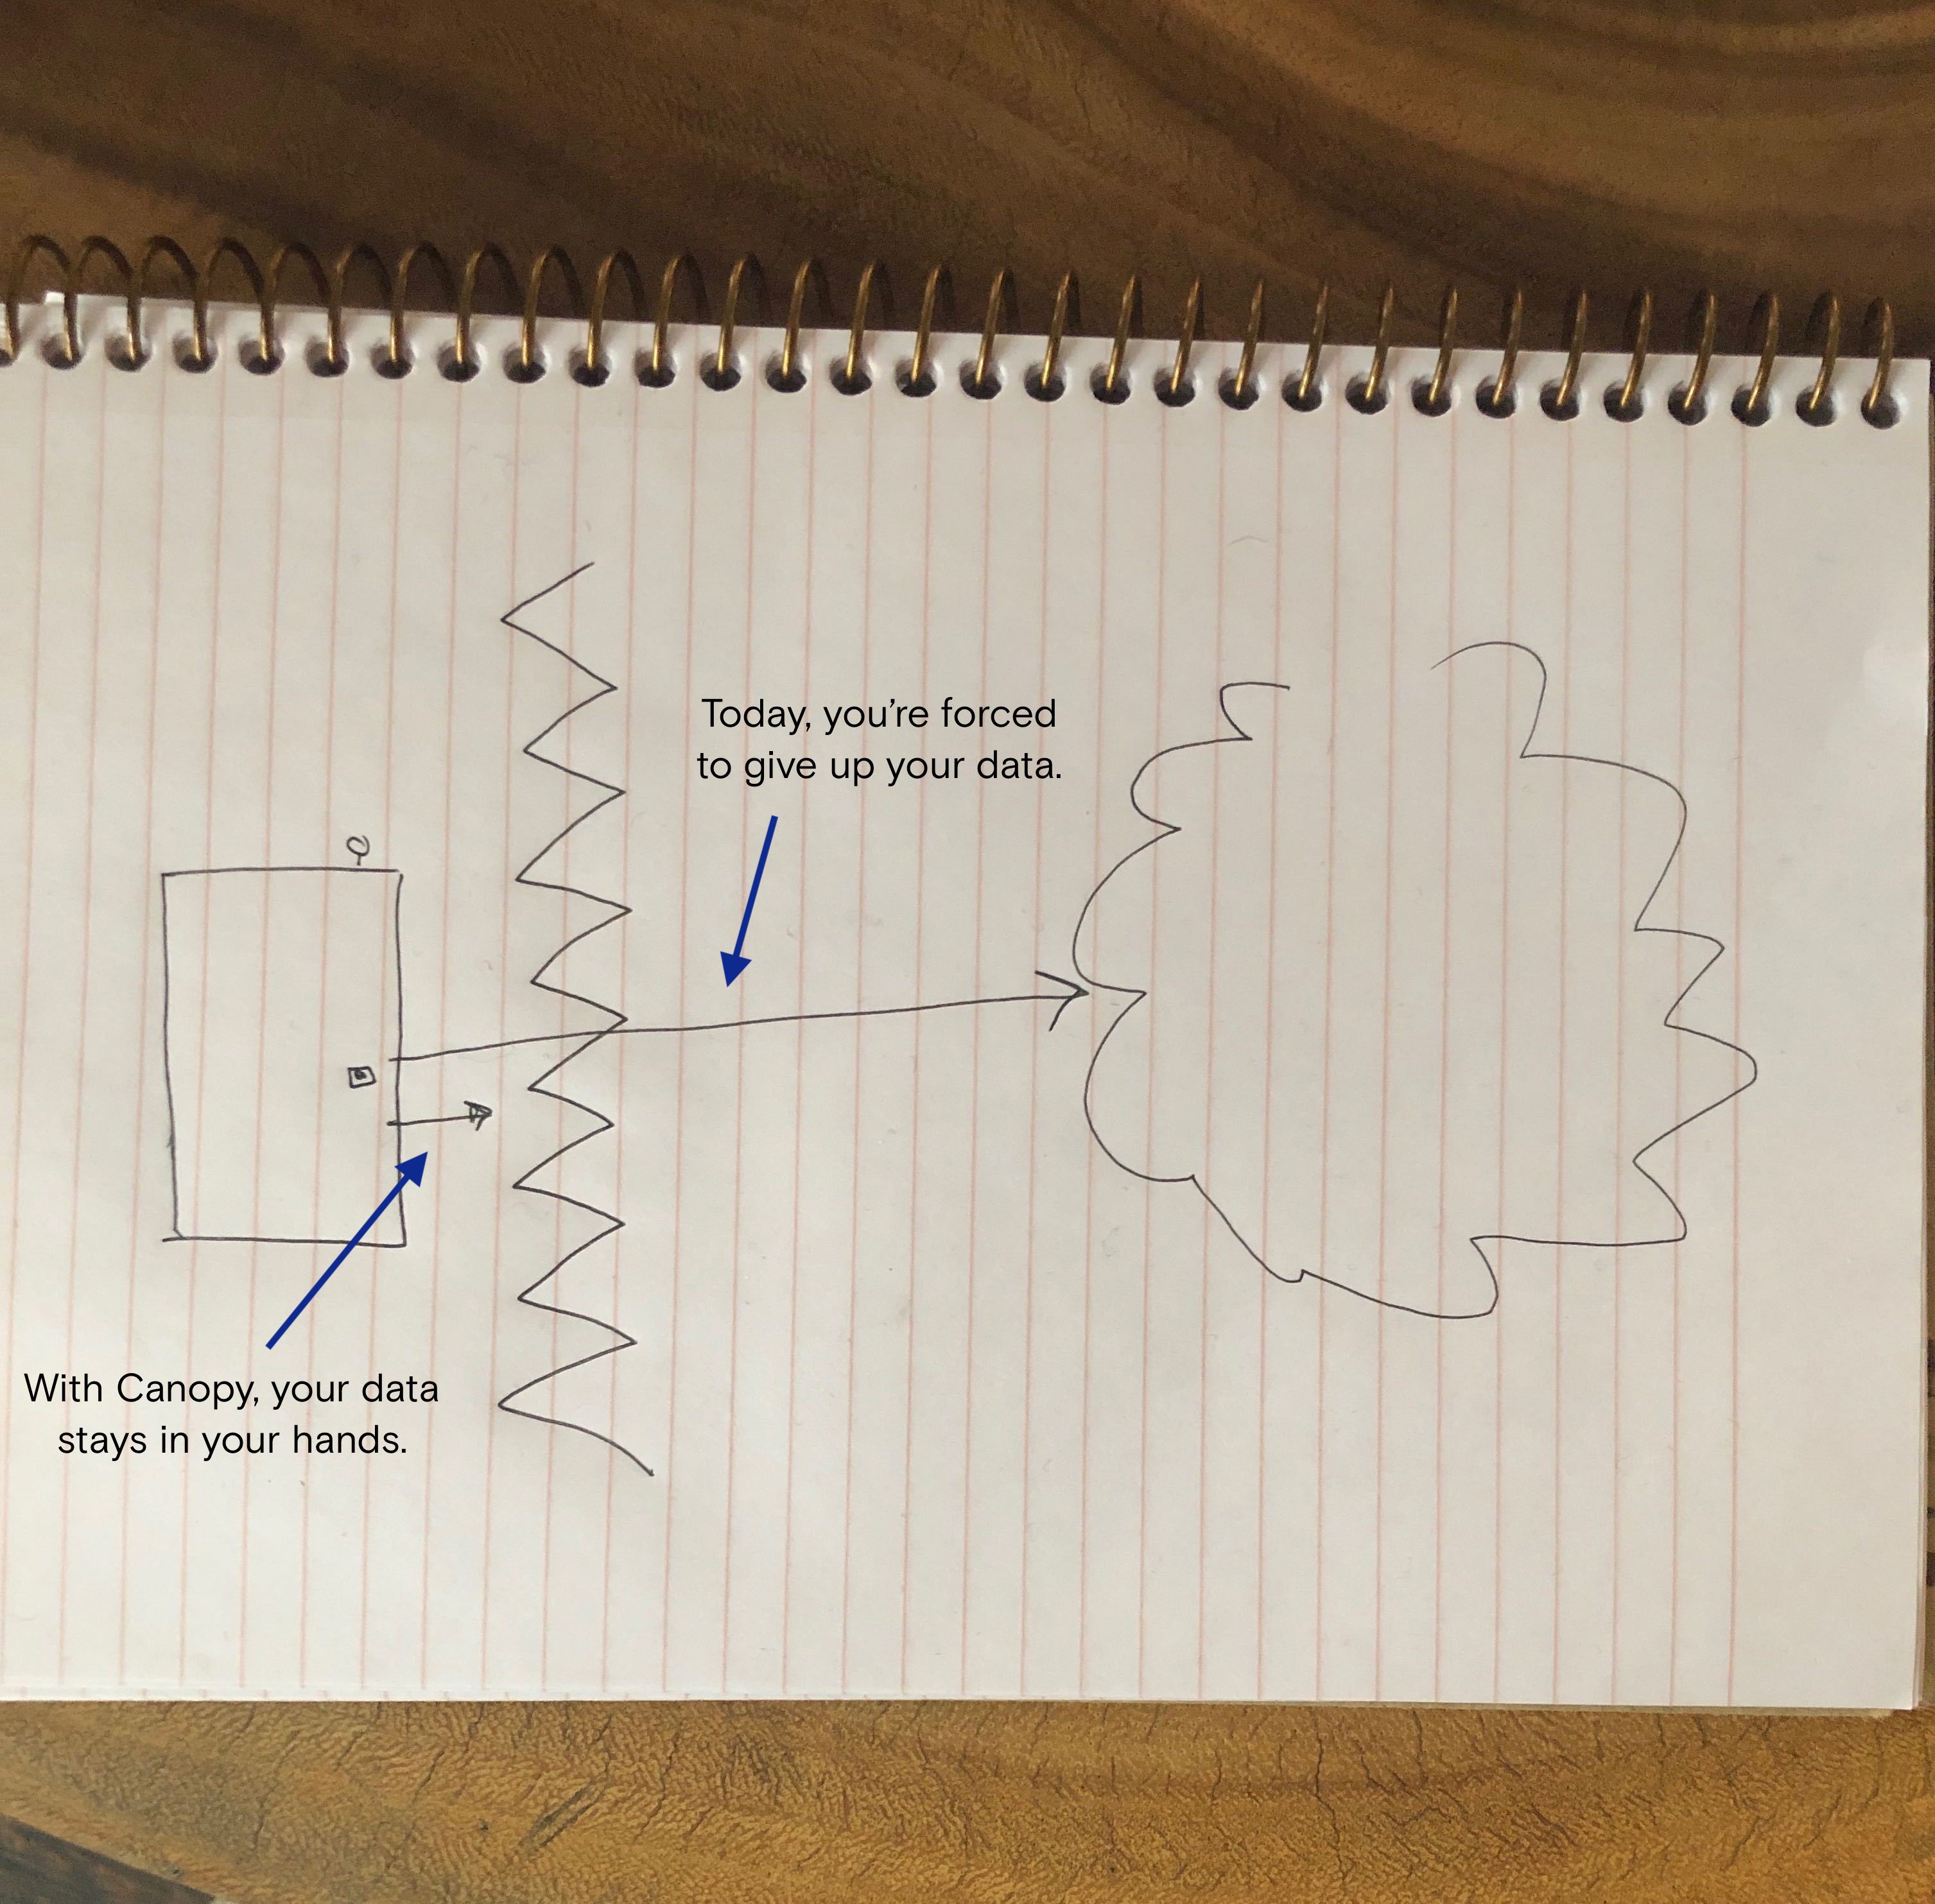 Today, you’re forced
to give up your data.
With Canopy, your data
stays in your hands.